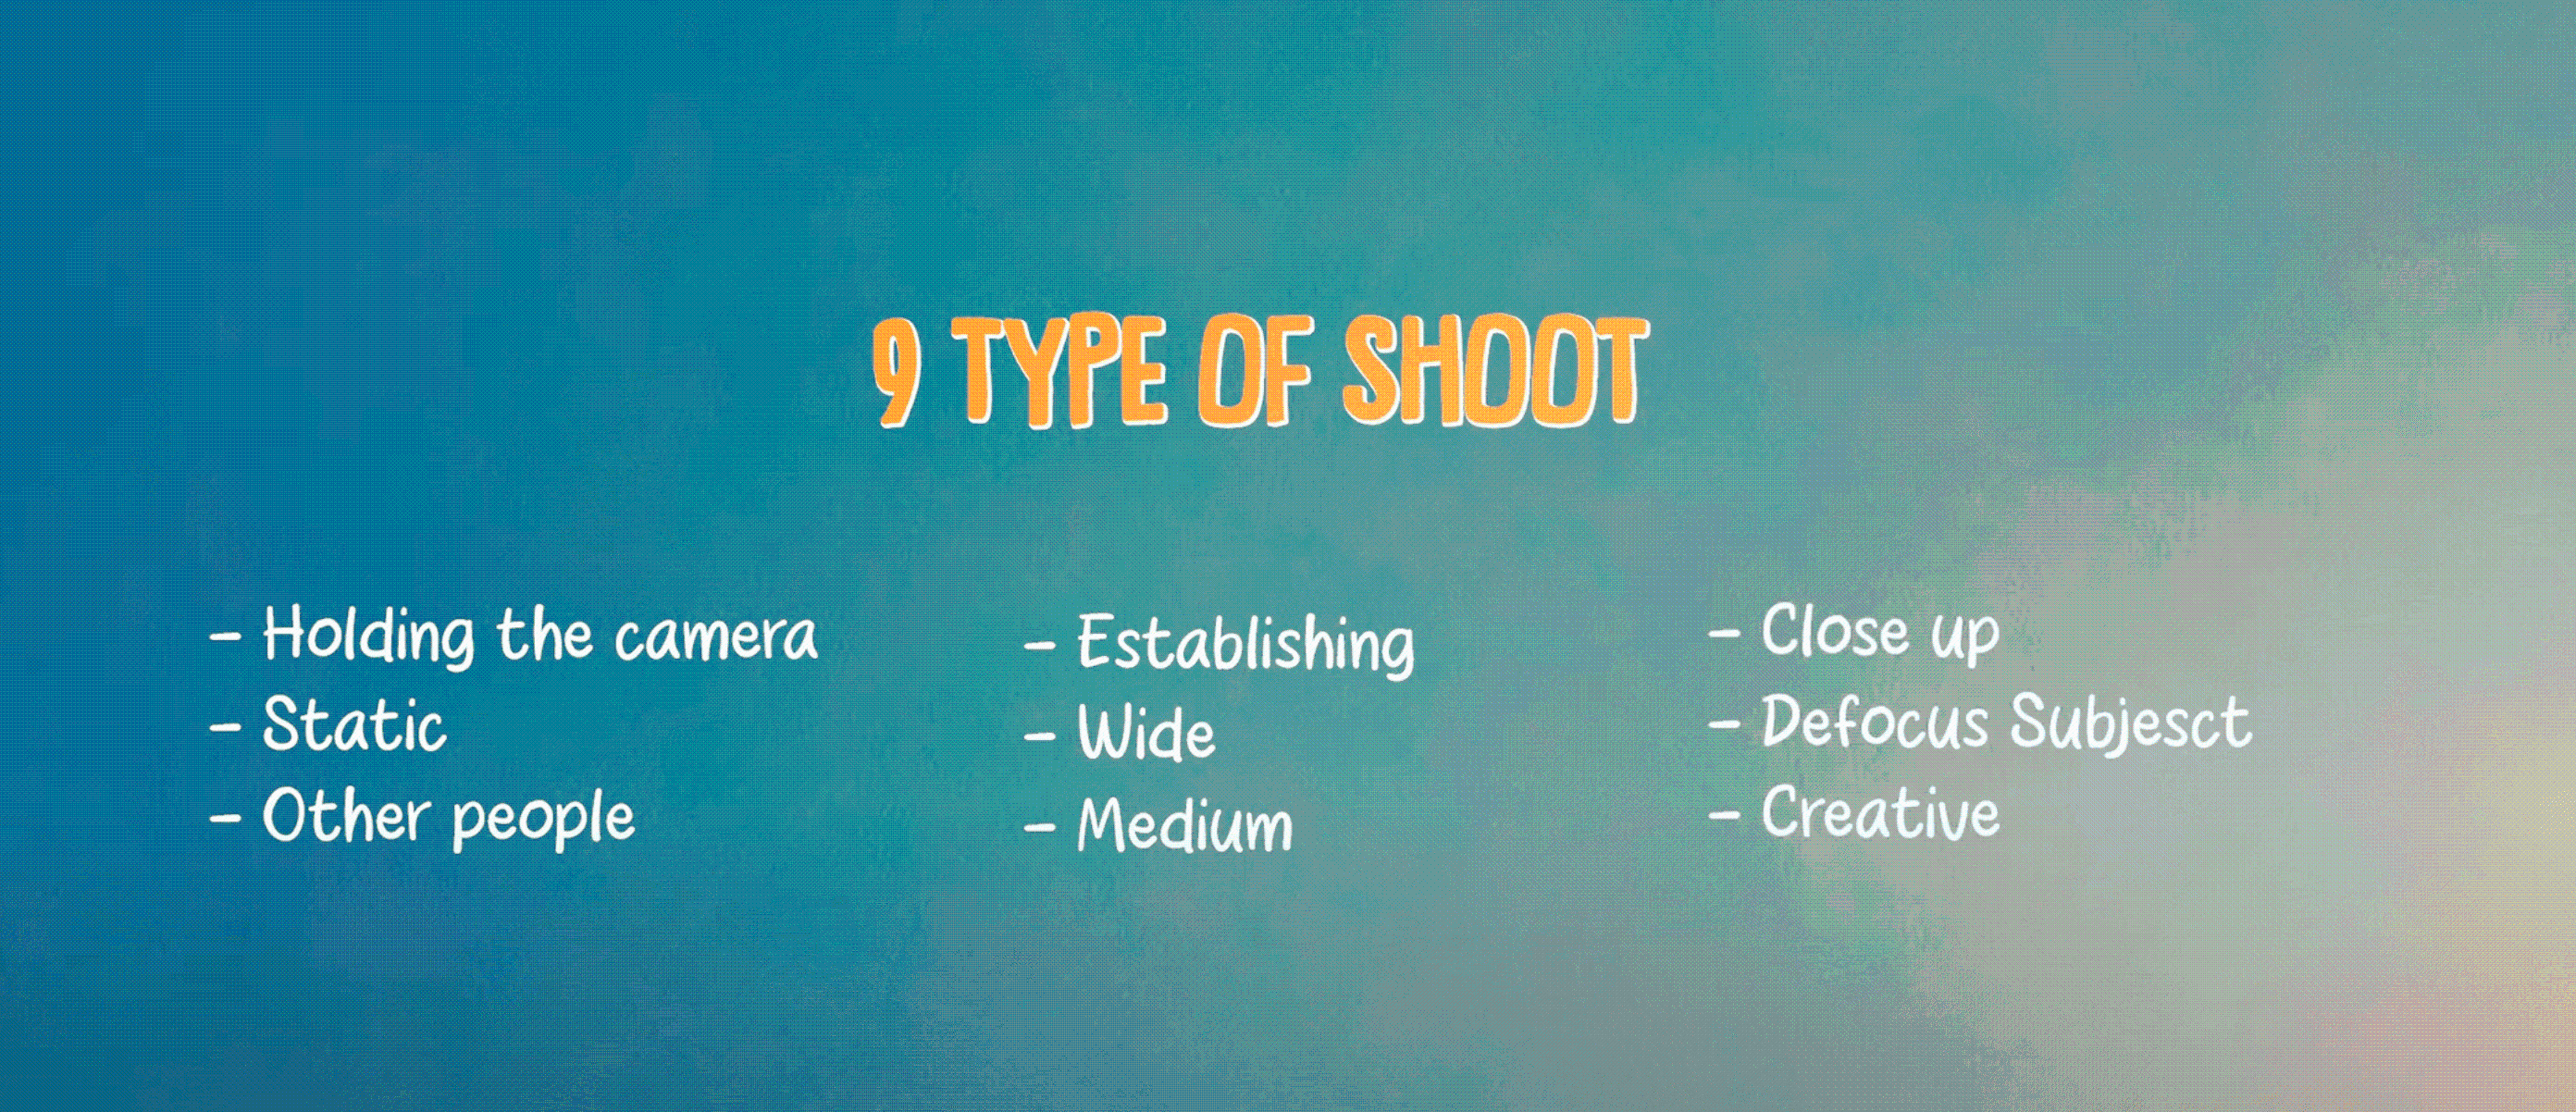 9 TYPE OF SHOOT
- Holding the camera
- Static
- Other people
- Establishing
- Wide
- Medium
- Close up
- Defocus Subjesct
- Creative